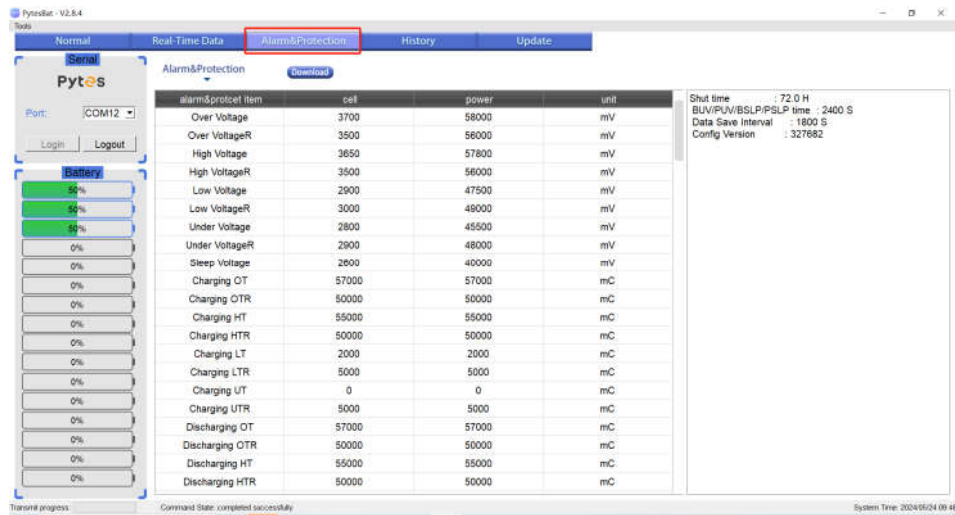 PytesBat - V2.8.4
Tools
Normal Real-Time Data Alarm&Protection History Update
Serial
Pytes
Port: COM12
Login Logout
Battery
50%
50%
50%
0%
0%
0%
0%
0%
0%
0%
0%
0%
0%
0%
0%
0%
Alarm&Protection Download
alarm&protcet item cell power unit
Over Voltage 3700 58000 mV
Over VoltageR 3500 56000 mV
High Voltage 3650 57800 mV
High VoltageR 3500 56000 mV
Low Voltage 2900 47500 mV
Low VoltageR 3000 49000 mV
Under Voltage 2800 45500 mV
Under VoltageR 2900 48000 mV
Sleep Voltage 2600 40000 mV
Charging OT 57000 57000 mC
Charging OTR 50000 50000 mC
Charging HT 55000 55000 mC
Charging HTR 50000 50000 mC
Charging LT 2000 2000 mC
Charging LTR 5000 5000 mC
Charging UT 0 0 mC
Charging UTR 5000 5000 mC
Discharging OT 57000 57000 mC
Discharging OTR 50000 50000 mC
Discharging HT 55000 55000 mC
Discharging HTR 50000 50000 mC
Shut time : 72.0 H
BUV/PUV/BSLP/PSLP time : 2400 S
Data Save Interval : 1800 S
Config Version : 327682
Transmit progress: Command State: completed successfully System Time: 2024/05/24 09:46